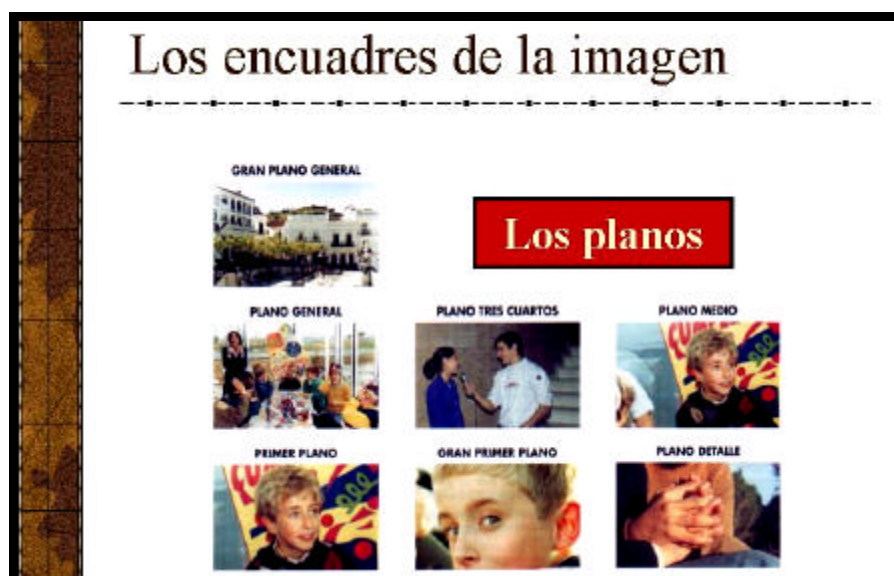 Los encuadres de la imagen
GRAN PLANO GENERAL
Los planos
PLANO GENERAL
PLANO TRES CUARTOS
PLANO MEDIO
PRIMER PLANO
GRAN PRIMER PLANO
PLANO DETALLE